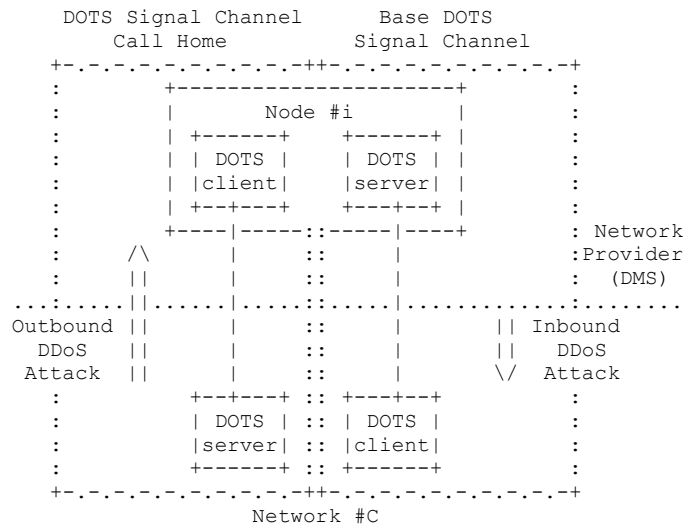 DOTS Signal Channel Base DOTS
Call Home Signal Channel
Node #i
DOTS DOTS
client server
Network
Provider
(DMS)
Outbound Inbound
DDoS DDoS
Attack Attack
DOTS DOTS
server client
Network #C